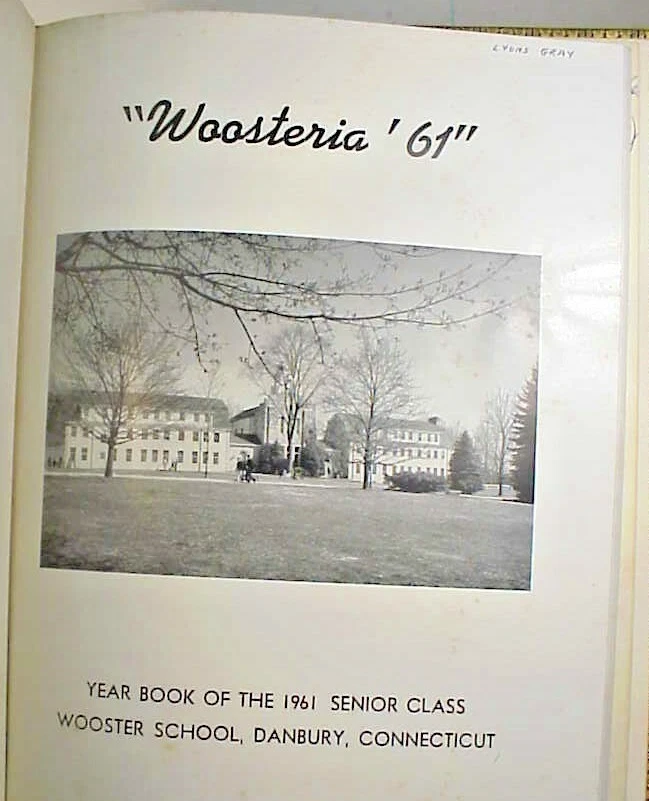 LYONS GRAY
"Woosteria '61"
YEAR BOOK OF THE 1961 SENIOR CLASS
WOOSTER SCHOOL, DANBURY, CONNECTICUT